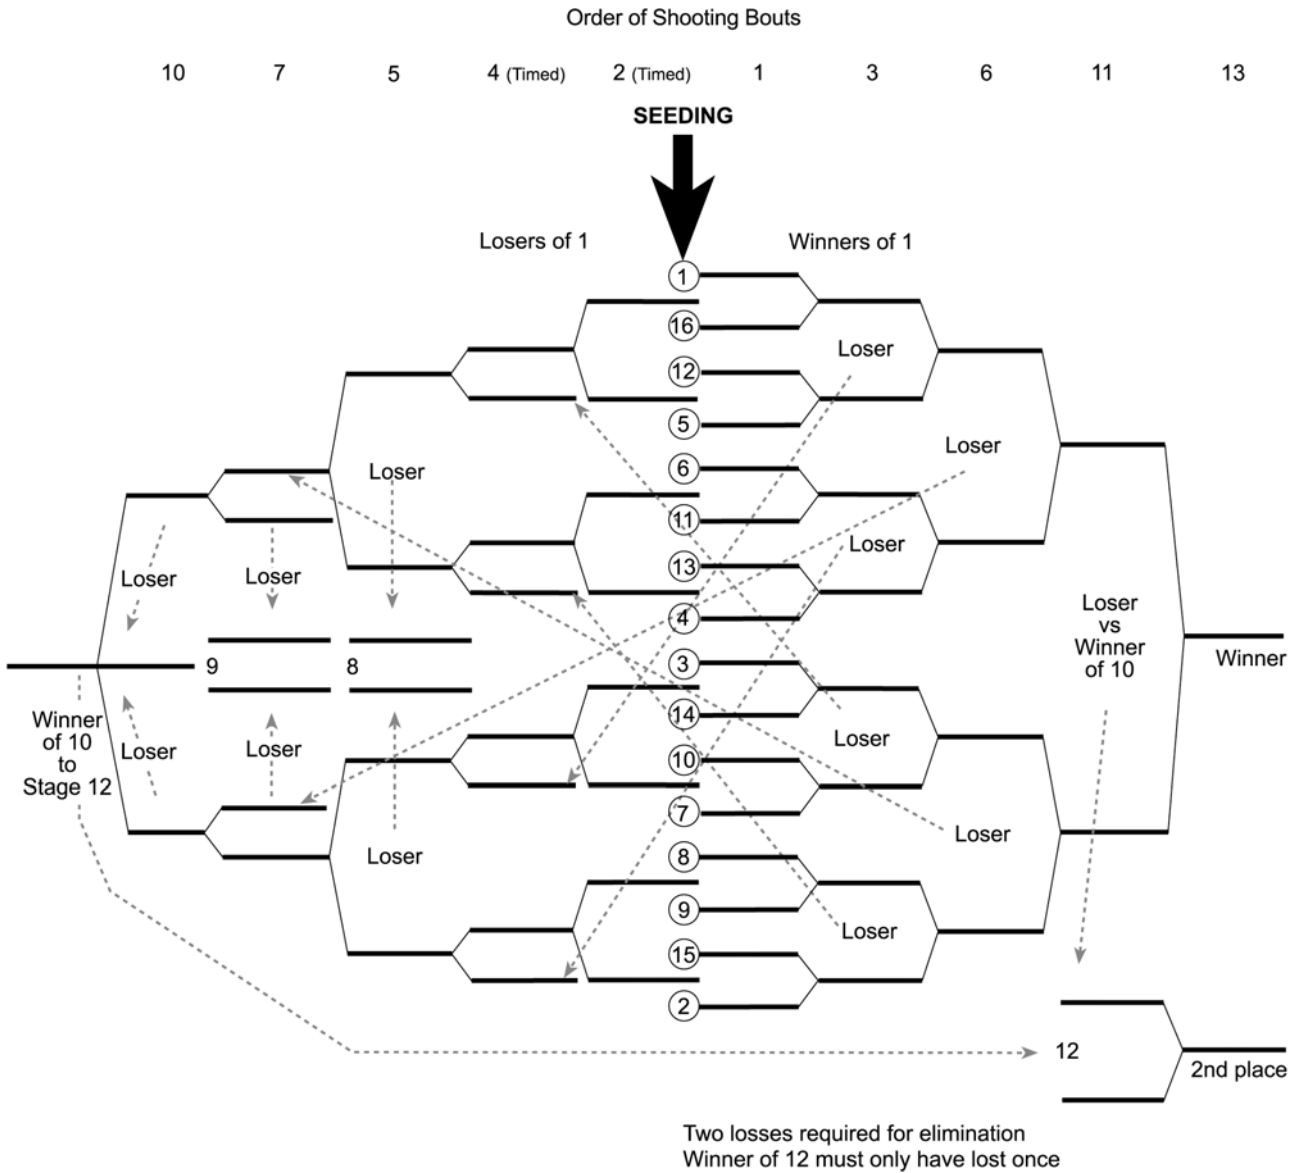 Order of Shooting Bouts
10 7 5 4 (Timed) 2 (Timed) 1 3 6 11 13
SEEDING
Losers of 1
Winners of 1
1
16
12
5
6
11
13
4
3
14
10
7
8
9
15
2
Loser
Loser
Loser
Loser
Loser
Loser
Loser
Loser
Loser
9
8
Loser
Loser
Loser
Winner
of 10
to
Stage 12
Loser
vs
Winner
of 10
Winner
12
2nd place
Two losses required for elimination
Winner of 12 must only have lost once